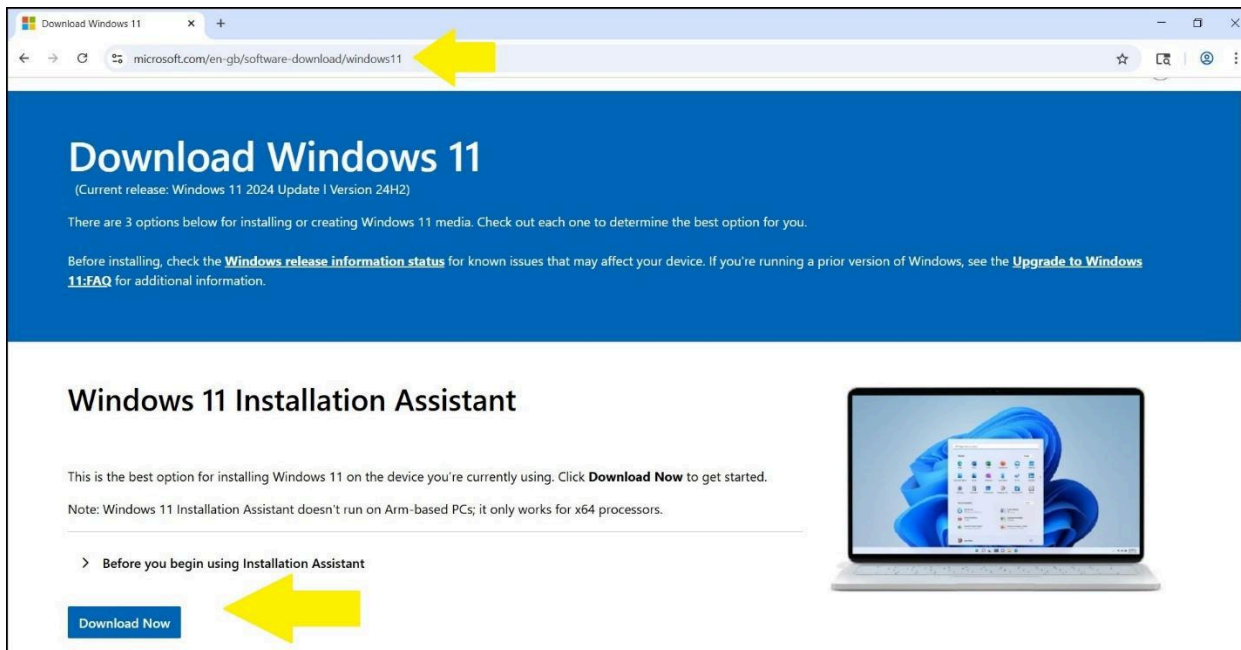 Download Windows 11
microsoft.com/en-gb/software-download/windows11
Download Windows 11
(Current release: Windows 11 2024 Update l Version 24H2)
There are 3 options below for installing or creating Windows 11 media. Check out each one to determine the best option for you.
Before installing, check the Windows release information status for known issues that may affect your device. If you're running a prior version of Windows, see the Upgrade to Windows
11:FAQ for additional information.
Windows 11 Installation Assistant
This is the best option for installing Windows 11 on the device you're currently using. Click Download Now to get started.
Note: Windows 11 Installation Assistant doesn't run on Arm-based PCs; it only works for x64 processors.
Before you begin using Installation Assistant
Download Now